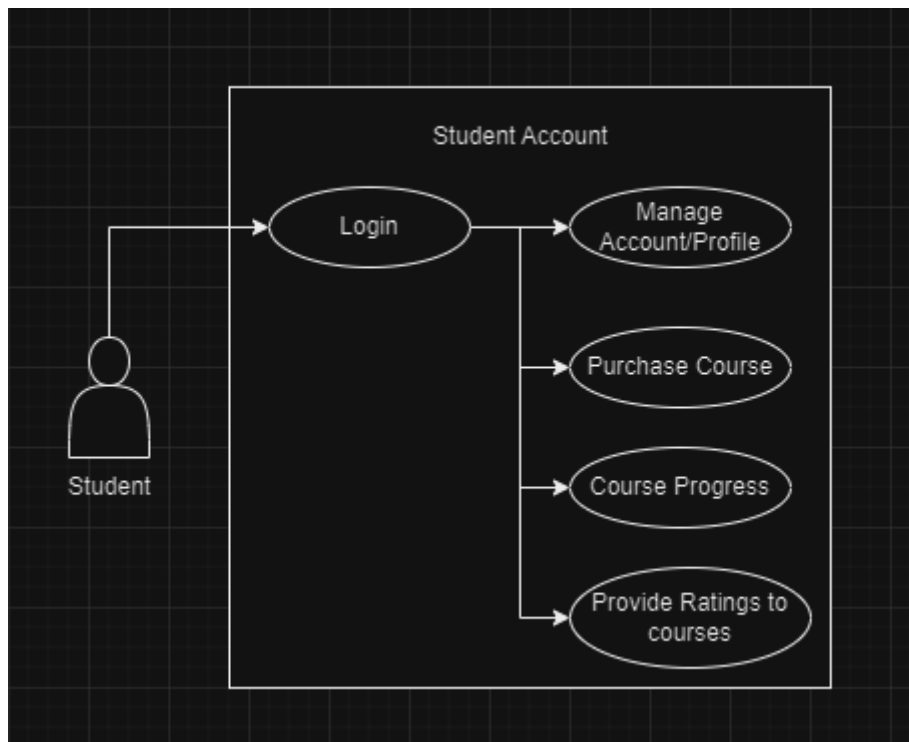 Student Account
Login
Manage
Account/Profile
Purchase Course
Course Progress
Student
Provide Ratings to
courses